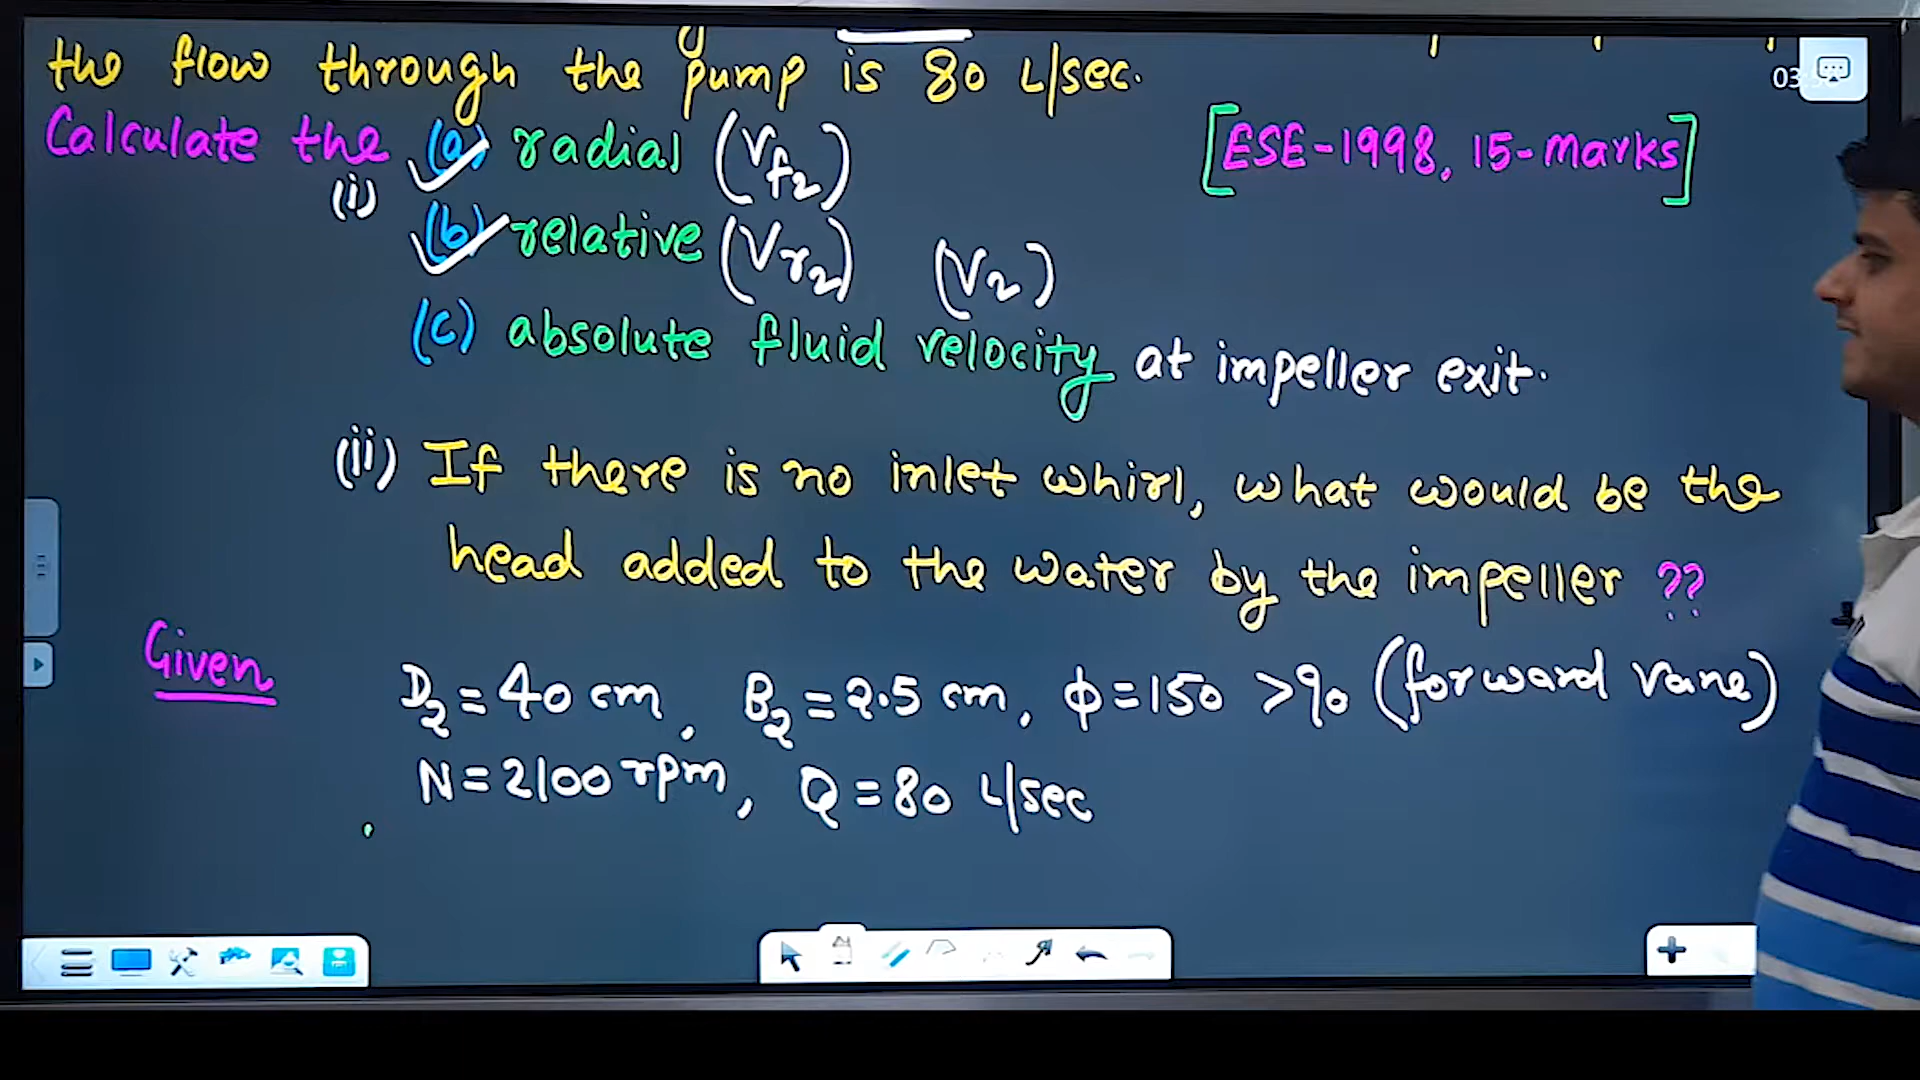 the flow through the pump is 80 L/sec.
Calculate the (a) radial (Vf2) [ESE-1998, 15-Marks]
(i)
(b) relative (Vr2) (V2)
(c) absolute fluid velocity at impeller exit.
(ii) If there is no inlet whirl, what would be the
head added to the water by the impeller ??
Given D2 = 40 cm, B2 = 2.5 cm, ϕ = 150 > 90 (forward vane)
N = 2100 rpm, Q = 80 L/sec